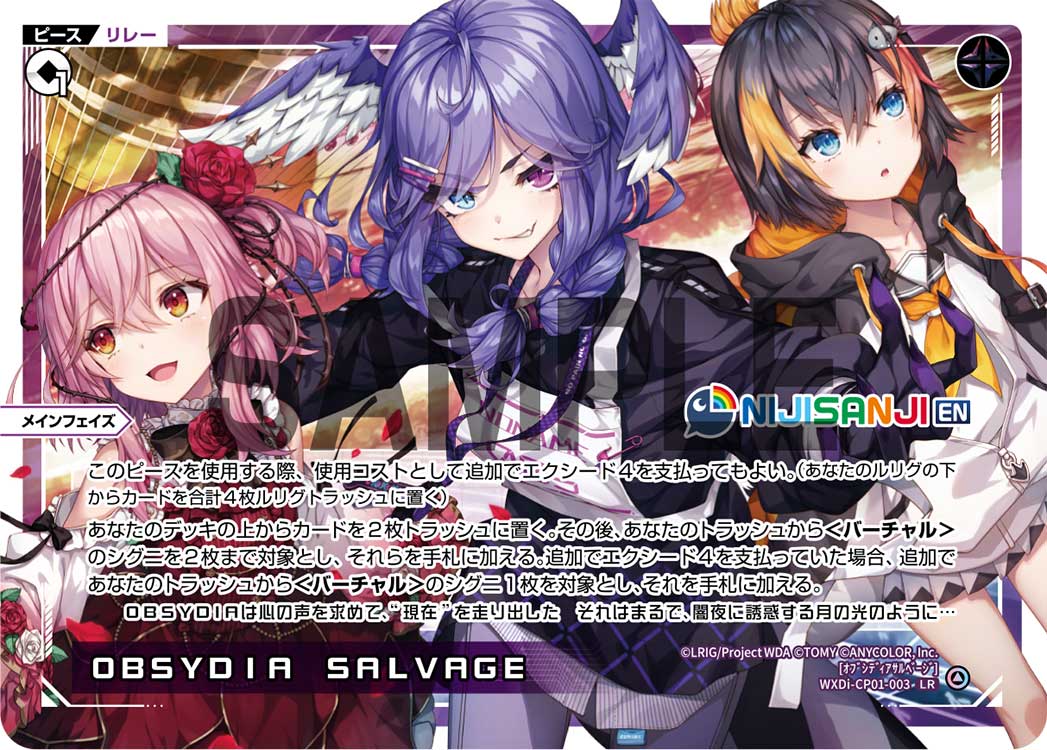 ピース リレー
1
SAMPLE
メインフェイズ
NIJISANJI EN
このピースを使用する際、使用コストとして追加でエクシード4を支払ってもよい。(あなたのルリグの下
からカードを合計4枚ルリグトラッシュに置く)
あなたのデッキの上からカードを2枚トラッシュに置く。その後、あなたのトラッシュから<バーチャル>
のシグニを2枚まで対象とし、それらを手札に加える。追加でエクシード4を支払っていた場合、追加で
あなたのトラッシュから<バーチャル>のシグニ1枚を対象とし、それを手札に加える。
OBSYDIAは心の声を求めて、“現在”を走り出した それはまるで、闇夜に誘惑する月の光のように…
©LRIG/Project WDA ©TOMY ©ANYCOLOR, Inc.
OBSYDIA SALVAGE
[オブシディアサルベージ]
WXDi-CP01-003 LR